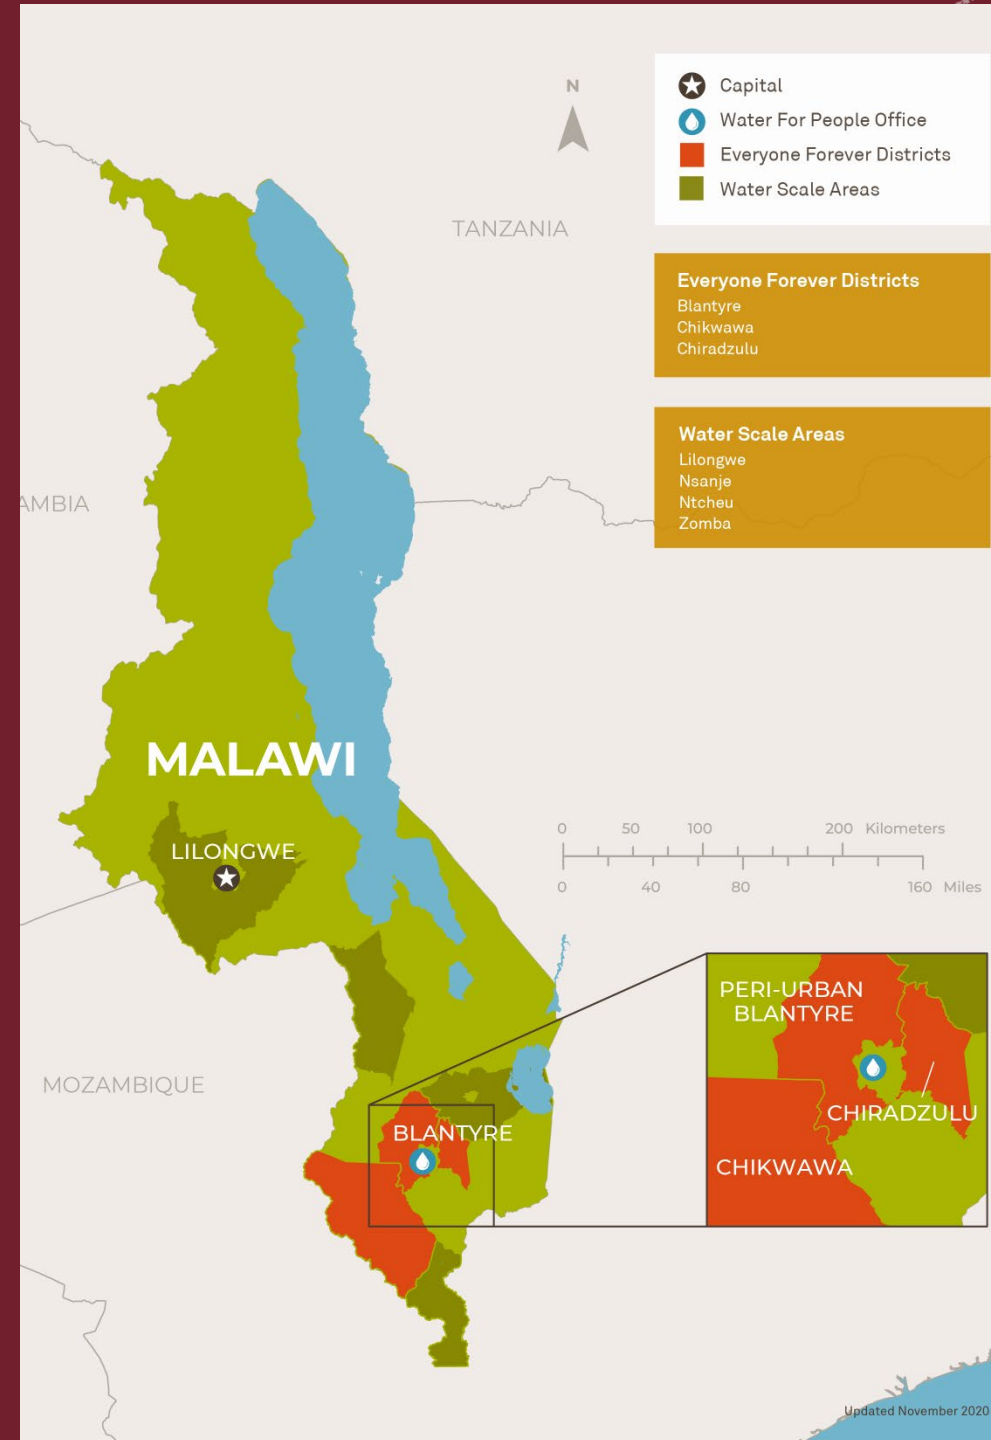 N
Capital
Water For People Office
Everyone Forever Districts
Water Scale Areas
TANZANIA
Everyone Forever Districts
Blantyre
Chikwawa
Chiradzulu
Water Scale Areas
Lilongwe
Nsanje
Ntcheu
Zomba
AMBIA
MALAWI
LILONGWE
0 50 100 200 Kilometers
0 40 80 160 Miles
PERI-URBAN
BLANTYRE
CHIRADZULU
CHIKWAWA
MOZAMBIQUE
BLANTYRE
Updated November 2020